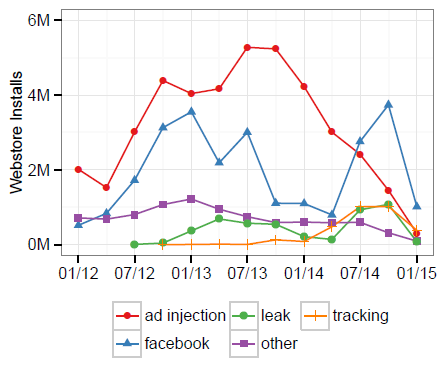 Webstore Installs
6M
4M
2M
0M
01/12 07/12 01/13 07/13 01/14 07/14 01/15
ad injection leak tracking
facebook other